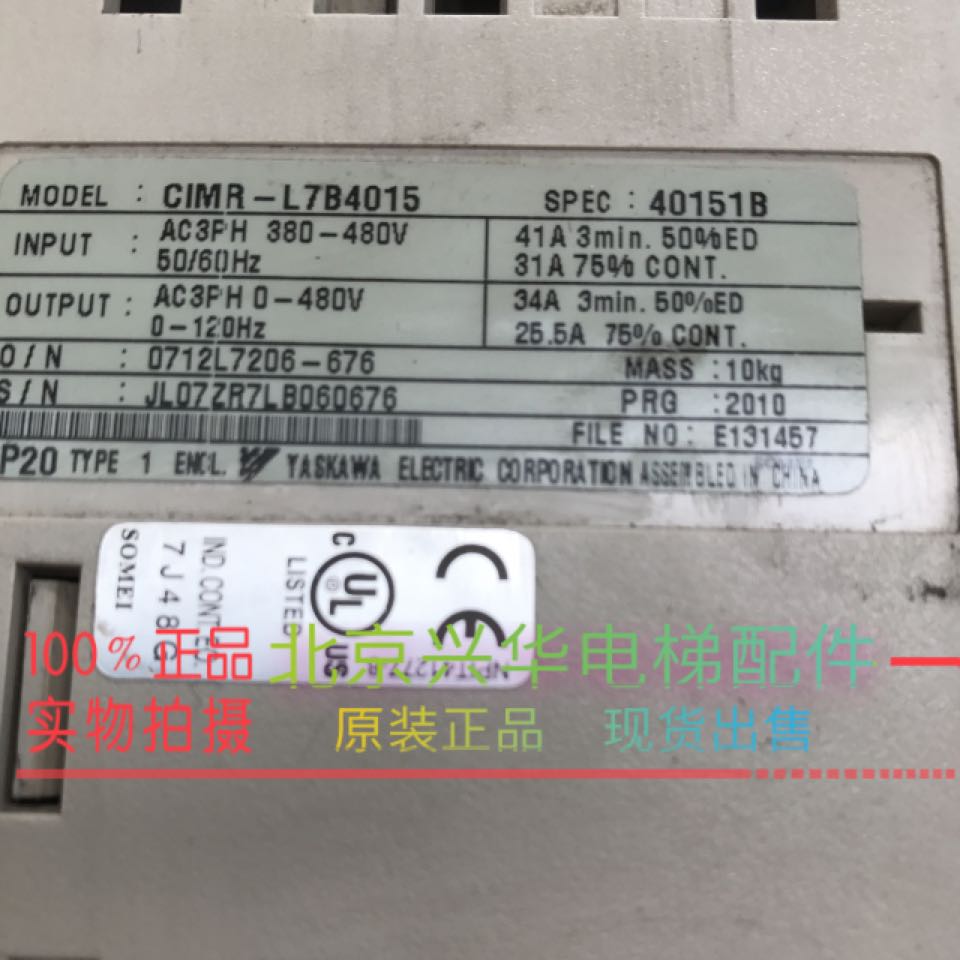 MODEL : CIMR-L7B4015 SPEC : 40151B
INPUT : AC3PH 380-480V 41A 3min. 50%ED
50/60Hz 31A 75% CONT.
OUTPUT : AC3PH 0-480V 34A 3min. 50%ED
0-120Hz 25.5A 75% CONT.
O/N : 0712L7206-676 MASS : 10kg
S/N : JL07ZR7LB060676 PRG : 2010
FILE NO : E131457
P20 TYPE 1 ENCL. YASKAWA ELECTRIC CORPORATION ASSEMBLED IN CHINA
CE
C UL US
®
LISTED
IND.CONT.EQ.
7J48G
SOMEI
100%正品 北京兴华电梯配件
实物拍摄 原装正品 现货出售